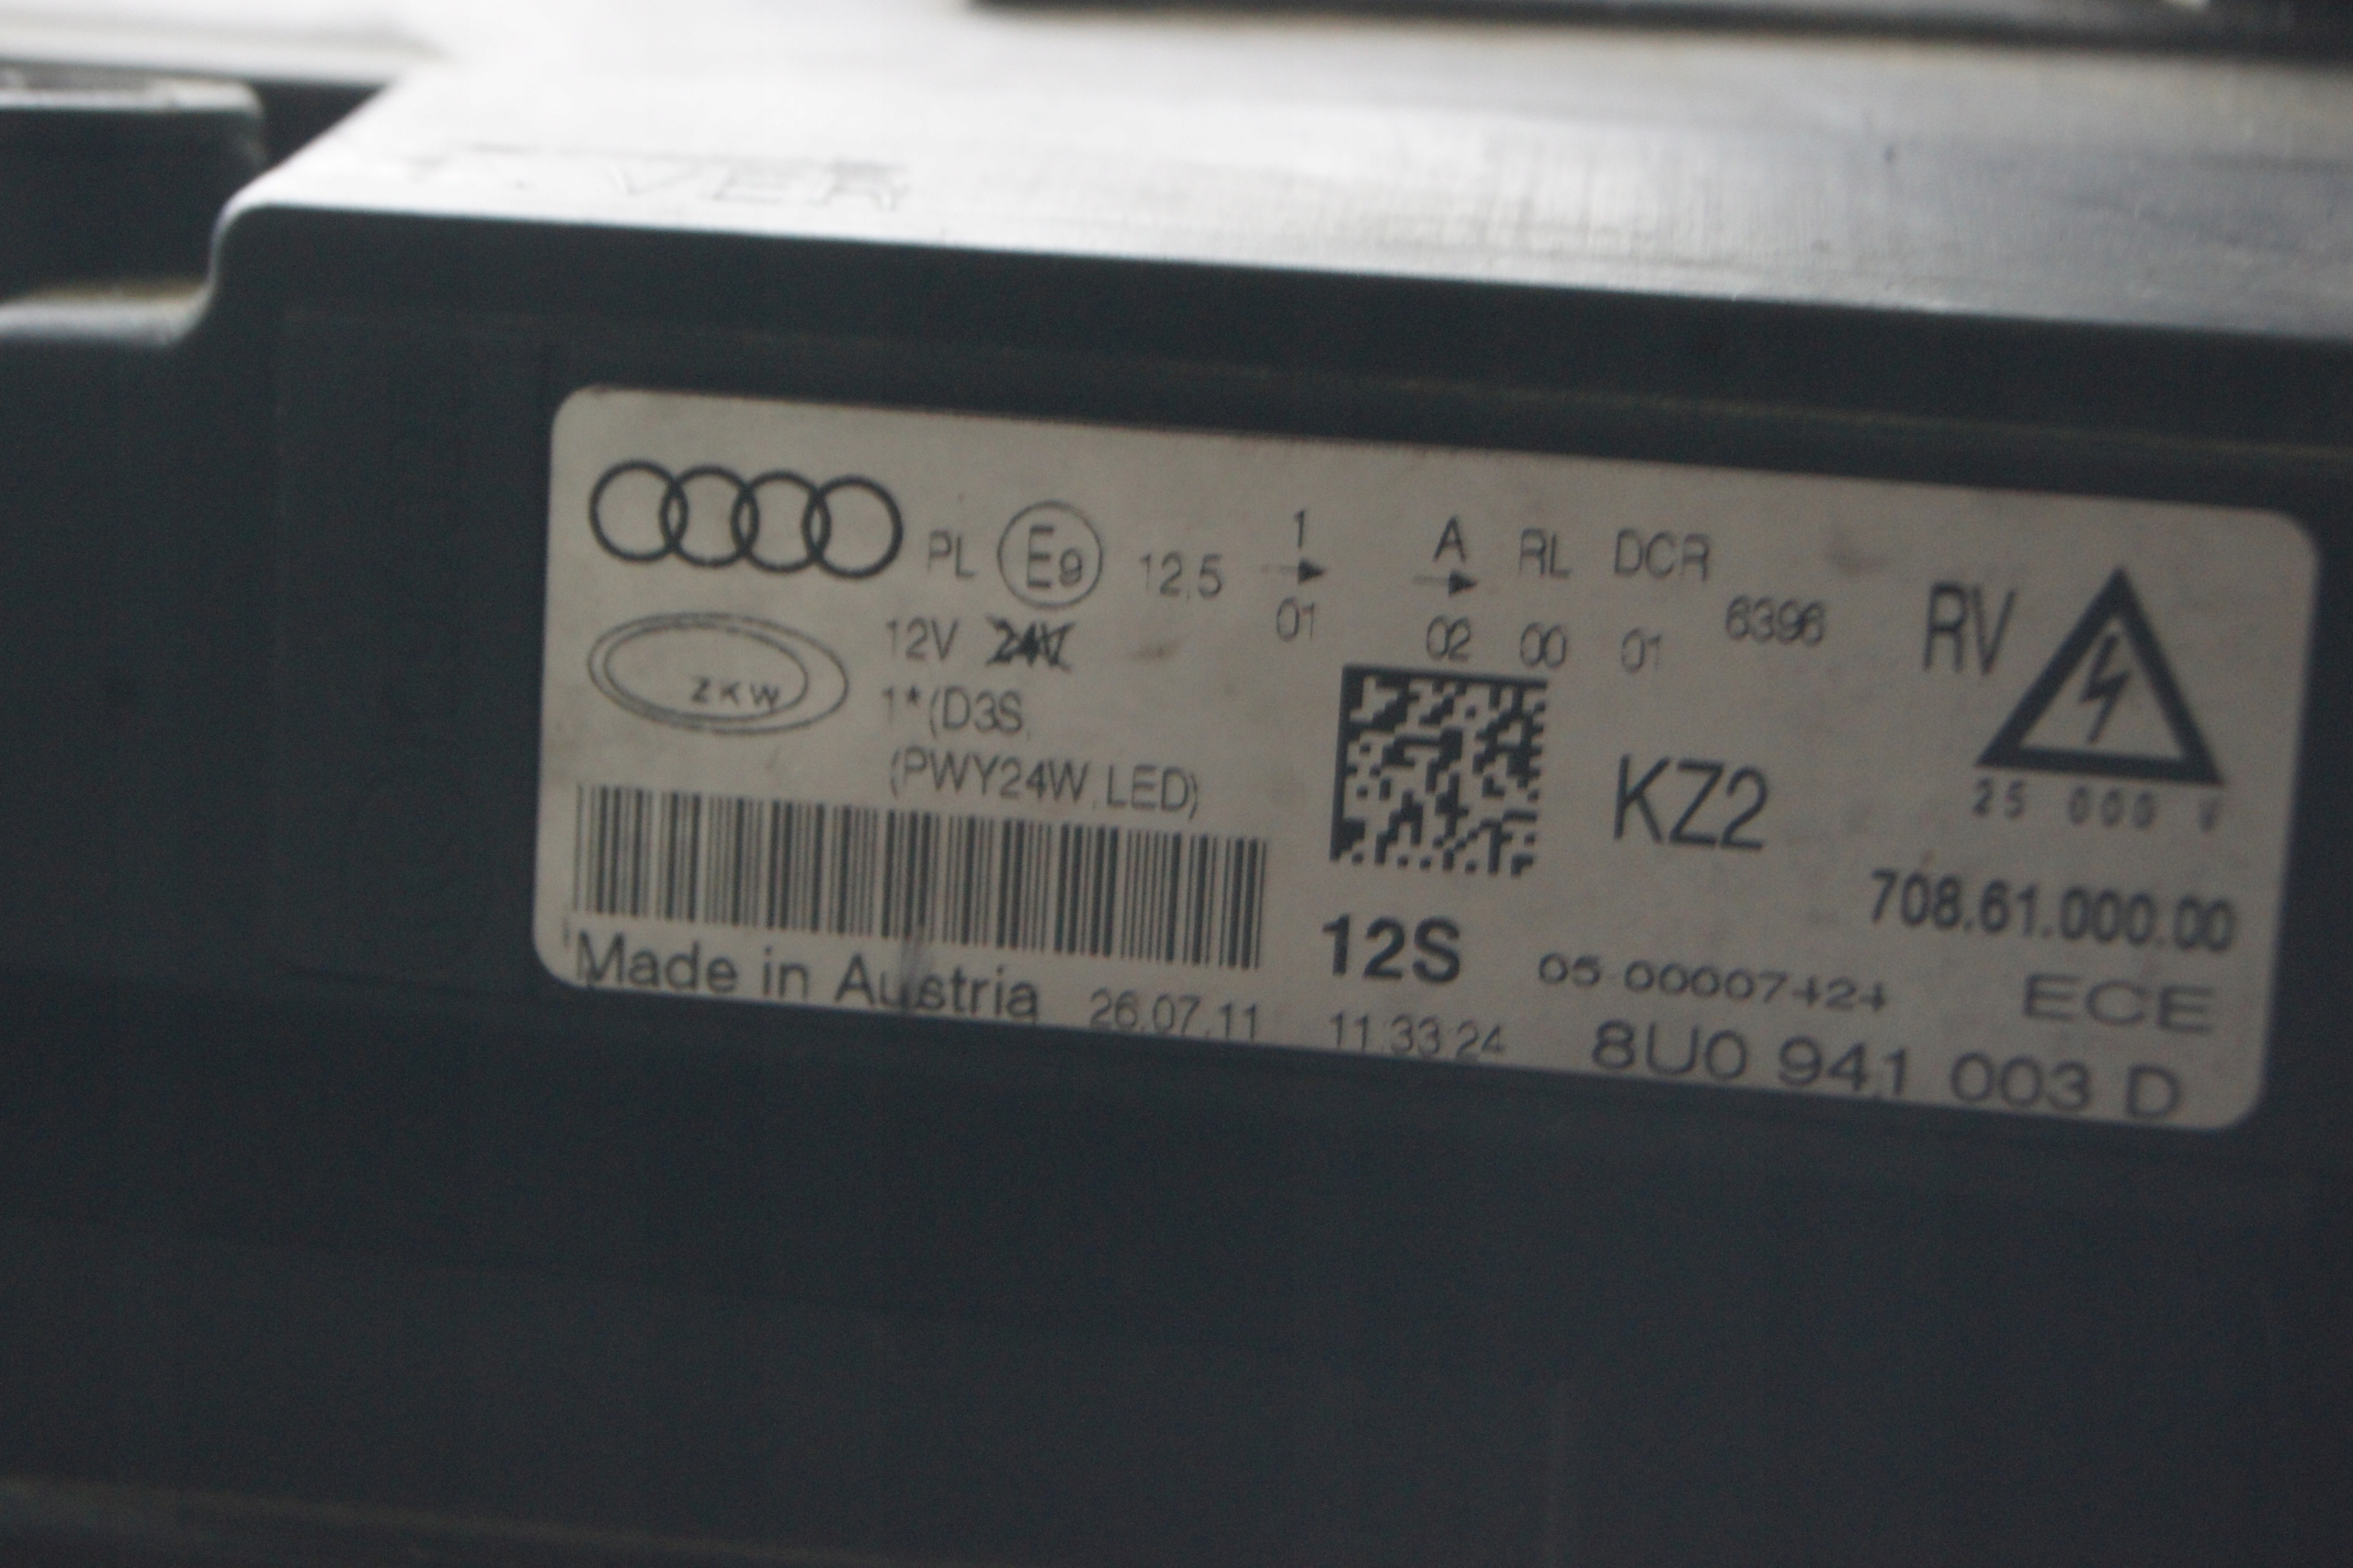 VER
PL E9 12,5 1 A RL DCR
01 02 00 01 6396 RV
12V 24V
ZKW
1*(D3S,
(PWY24W,LED)
KZ2
25 000 V
708.61.000.00
12S 05 00007424 ECE
Made in Austria 26.07.11 11:33:24 8U0 941 003 D